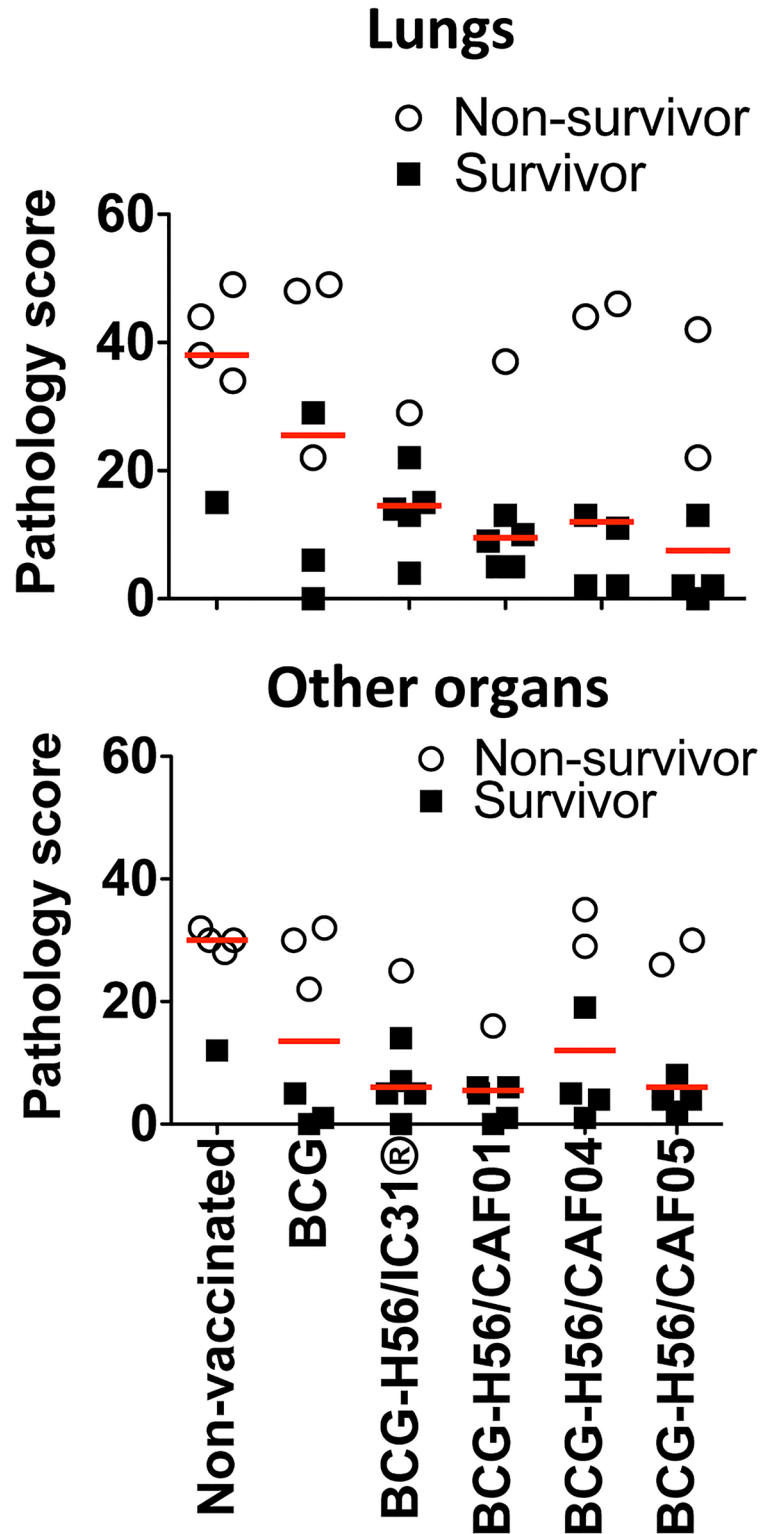 Lungs
Non-survivor
Survivor
Pathology score
60
40
20
0
Other organs
Non-survivor
Survivor
Pathology score
60
40
20
0
Non-vaccinated
BCG
BCG-H56/IC31®
BCG-H56/CAF01
BCG-H56/CAF04
BCG-H56/CAF05